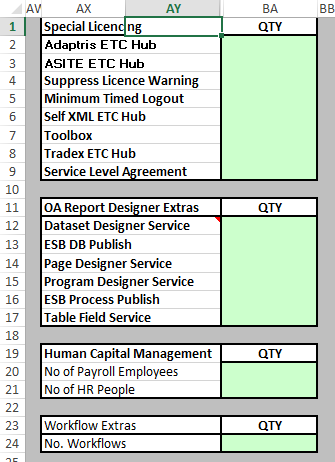 AV AX AY BA BB
1 Special Licencing QTY
2 Adaptris ETC Hub
3 ASITE ETC Hub
4 Suppress Licence Warning
5 Minimum Timed Logout
6 Self XML ETC Hub
7 Toolbox
8 Tradex ETC Hub
9 Service Level Agreement
10
11 OA Report Designer Extras QTY
12 Dataset Designer Service
13 ESB DB Publish
14 Page Designer Service
15 Program Designer Service
16 ESB Process Publish
17 Table Field Service
18
19 Human Capital Management QTY
20 No of Payroll Employees
21 No of HR People
22
23 Workflow Extras QTY
24 No. Workflows
25